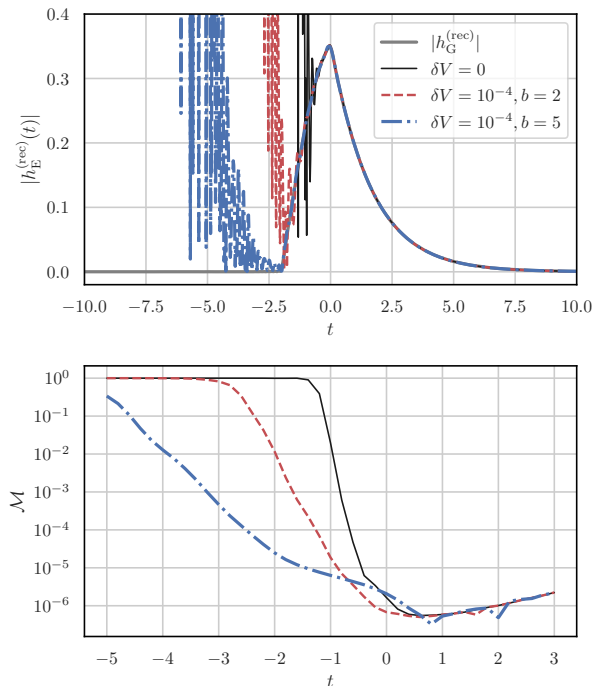 0.4
0.3
0.2
0.1
0.0
|h_E^(rec)(t)|
|h_G^(rec)|
δV = 0
δV = 10⁻⁴, b = 2
δV = 10⁻⁴, b = 5
−10.0 −7.5 −5.0 −2.5 0.0 2.5 5.0 7.5 10.0
t
10⁰
10⁻¹
10⁻²
10⁻³
10⁻⁴
10⁻⁵
10⁻⁶
ℳ
−5 −4 −3 −2 −1 0 1 2 3
t